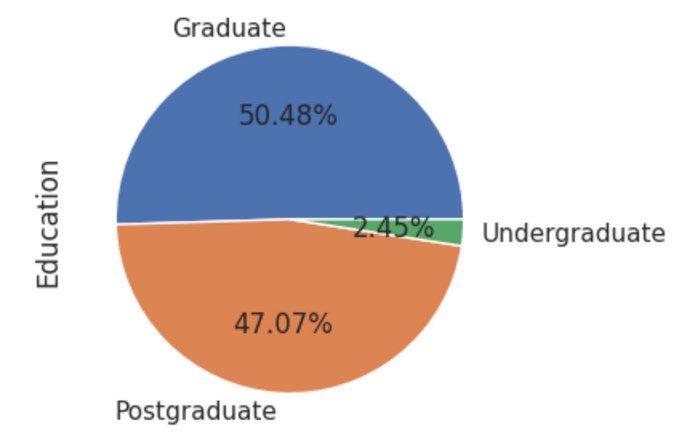 Graduate
50.48%
Education
2.45%
Undergraduate
47.07%
Postgraduate